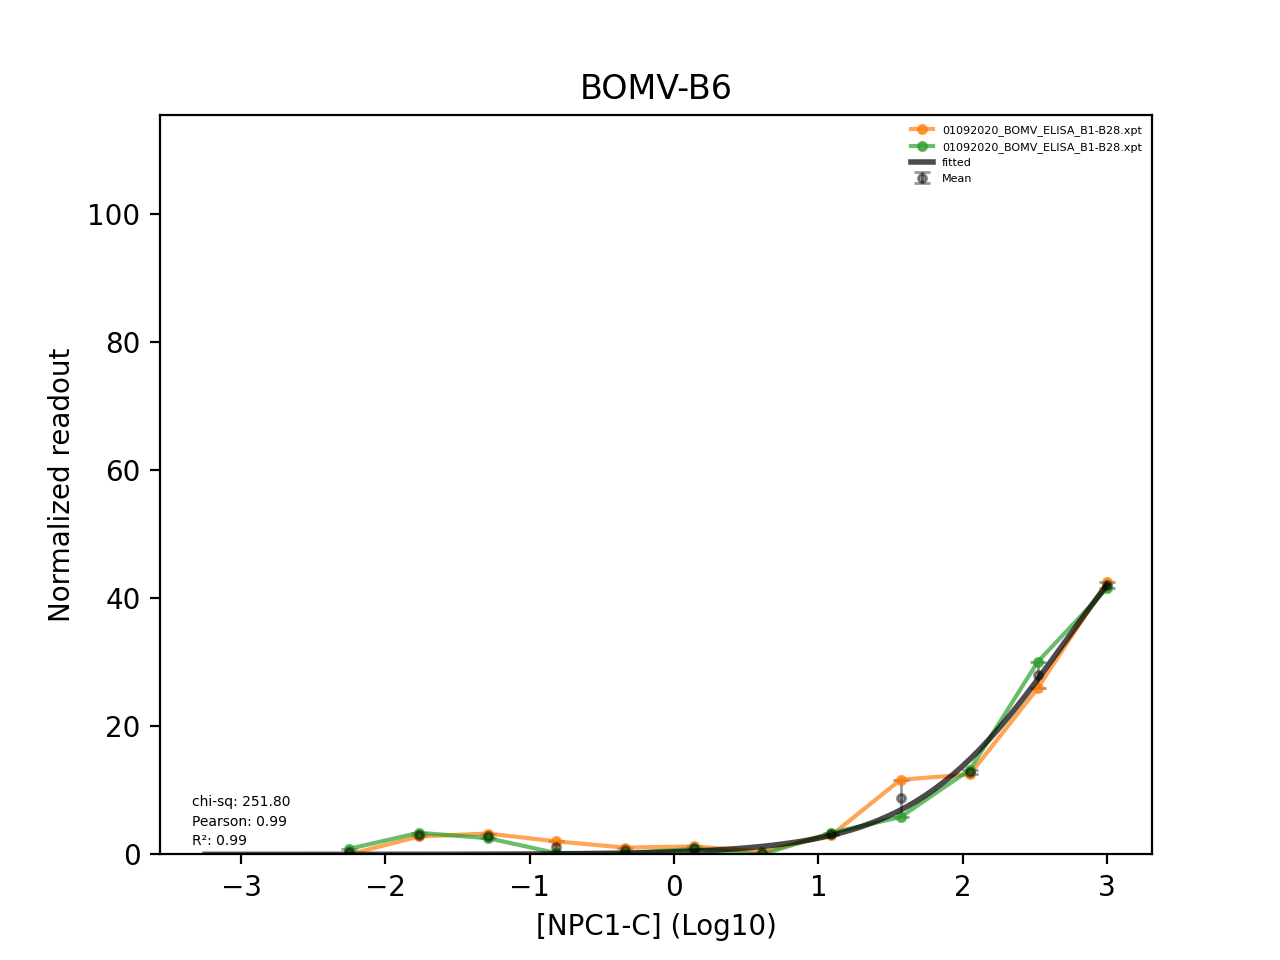 BOMV-B6
01092020_BOMV_ELISA_B1-B28.xpt
01092020_BOMV_ELISA_B1-B28.xpt
fitted
Mean
Normalized readout
100
80
60
40
20
0
chi-sq: 251.80
Pearson: 0.99
R²: 0.99
−3 −2 −1 0 1 2 3
[NPC1-C] (Log10)